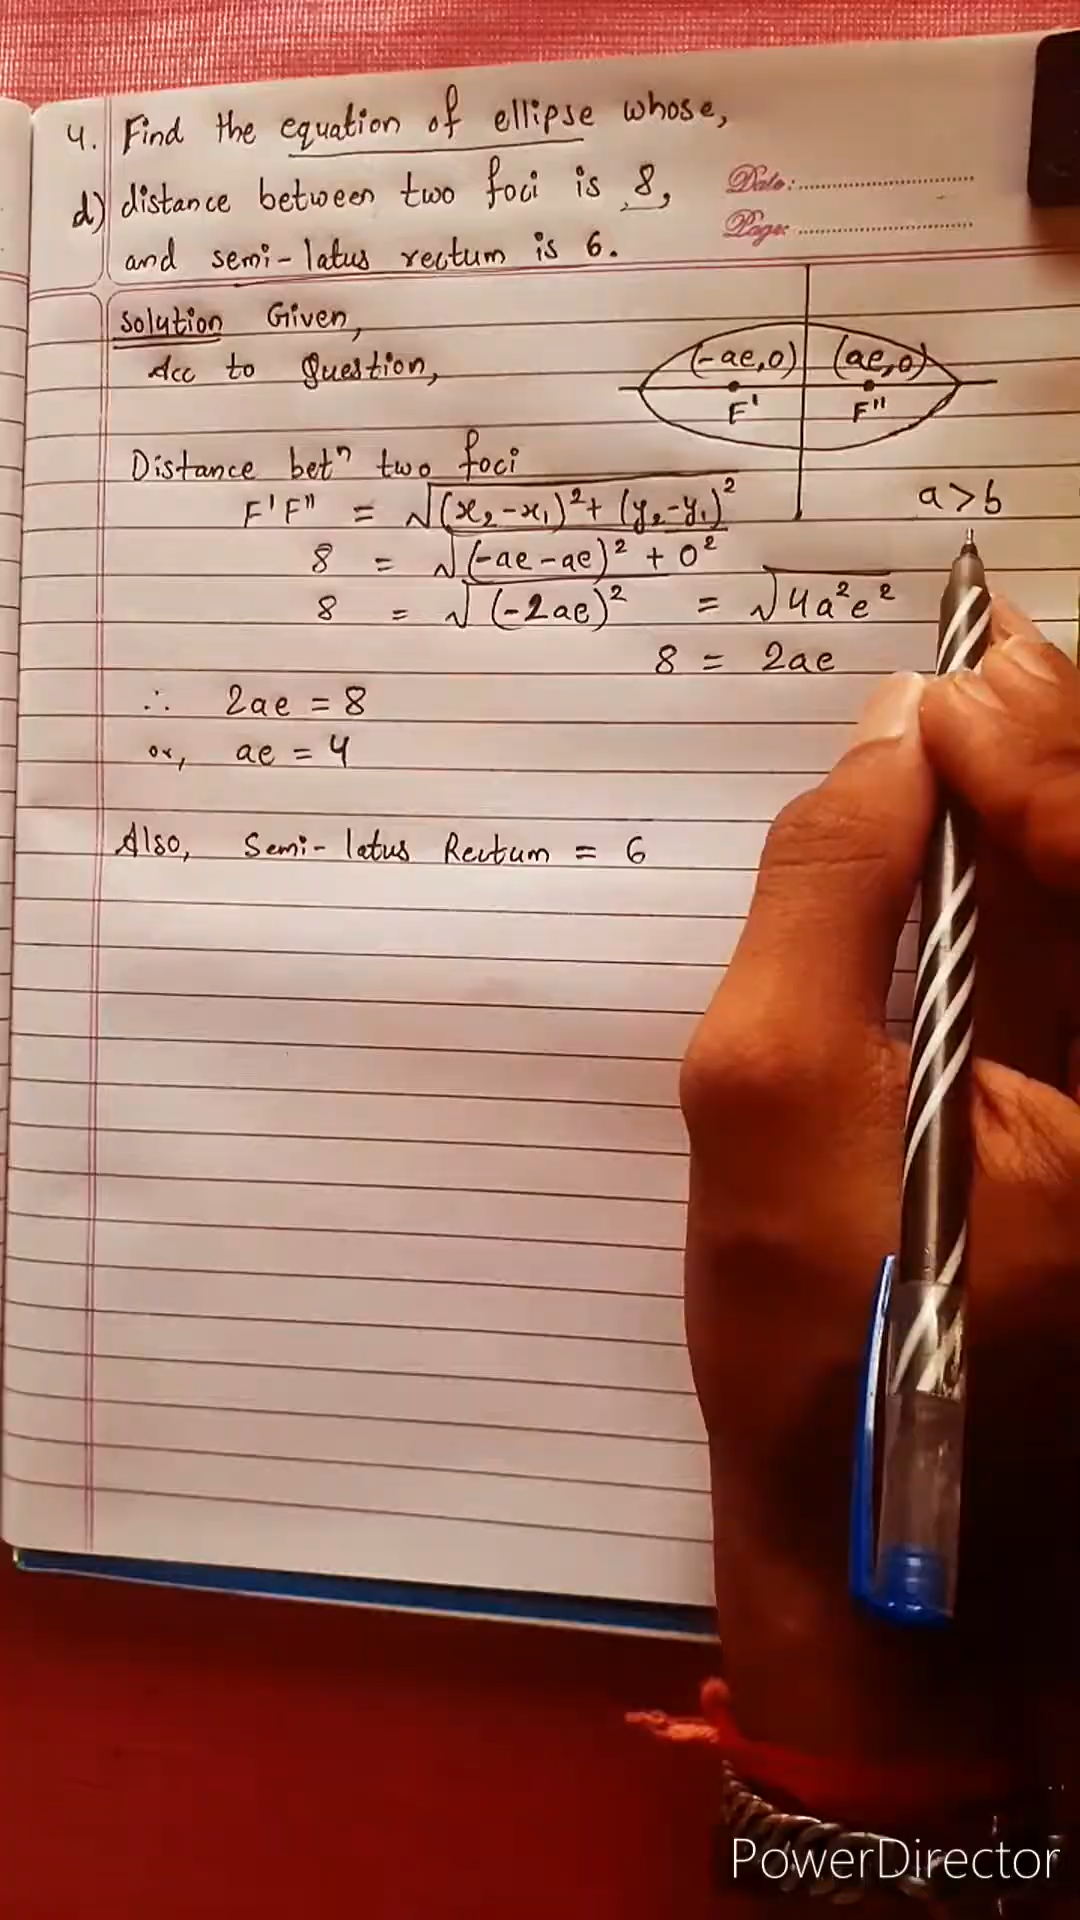 4. Find the equation of ellipse whose,
d) distance between two foci is 8,
and semi-latus rectum is 6.
Date:
Page:
Solution Given,
Acc to Question,
(-ae,0) (ae,0)
F' F"
Distance betⁿ two foci
a>b
F'F" = √(x₂-x₁)²+(y₂-y₁)²
8 = √(-ae-ae)² + 0²
8 = √(-2ae)² = √4a²e²
8 = 2ae
∴ 2ae = 8
or, ae = 4
Also, Semi-latus Rectum = 6
PowerDirector